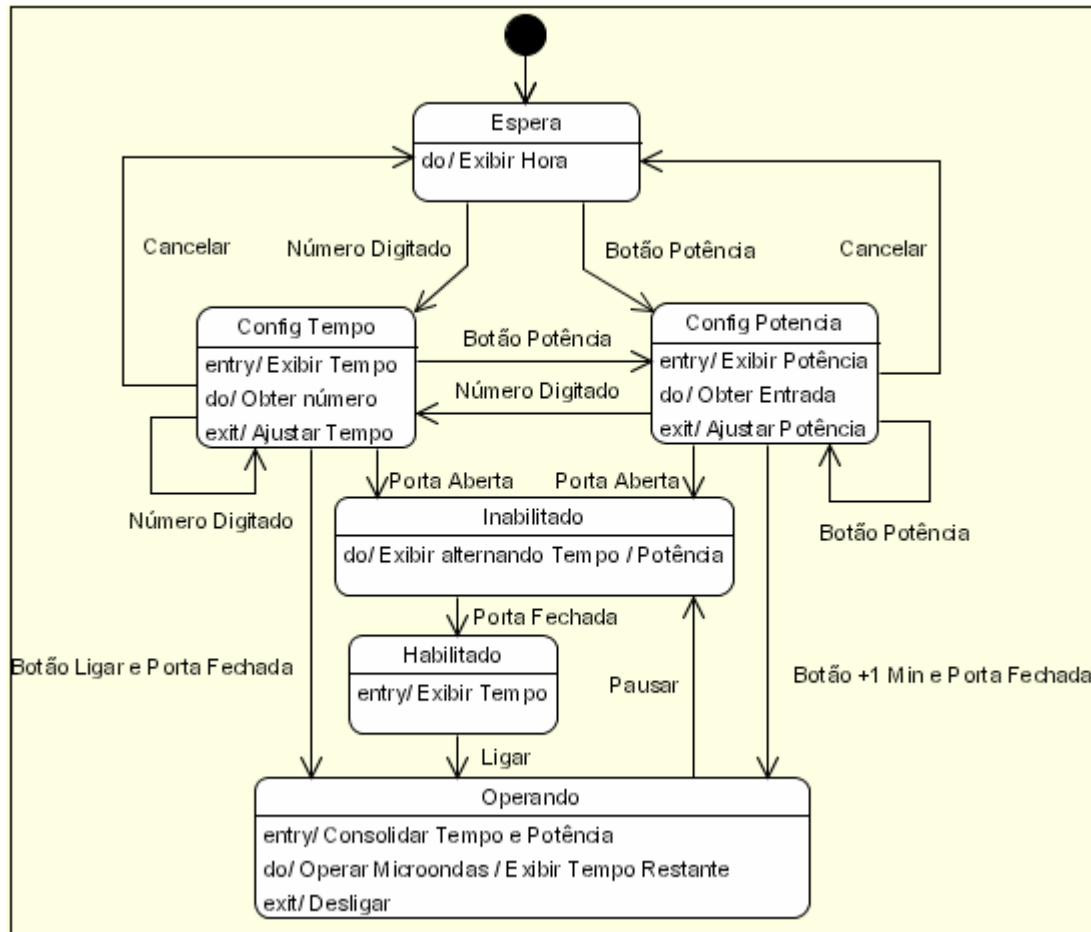 Espera
do/ Exibir Hora
Cancelar
Número Digitado
Botão Potência
Cancelar
Config Tempo
entry/ Exibir Tempo
do/ Obter número
exit/ Ajustar Tempo
Botão Potência
Número Digitado
Config Potencia
entry/ Exibir Potência
do/ Obter Entrada
exit/ Ajustar Potência
Número Digitado
Porta Aberta
Porta Aberta
Botão Potência
Inabilitado
do/ Exibir alternando Tempo / Potência
Porta Fechada
Botão Ligar e Porta Fechada
Habilitado
entry/ Exibir Tempo
Pausar
Botão +1 Min e Porta Fechada
Ligar
Operando
entry/ Consolidar Tempo e Potência
do/ Operar Microondas / Exibir Tempo Restante
exit/ Desligar